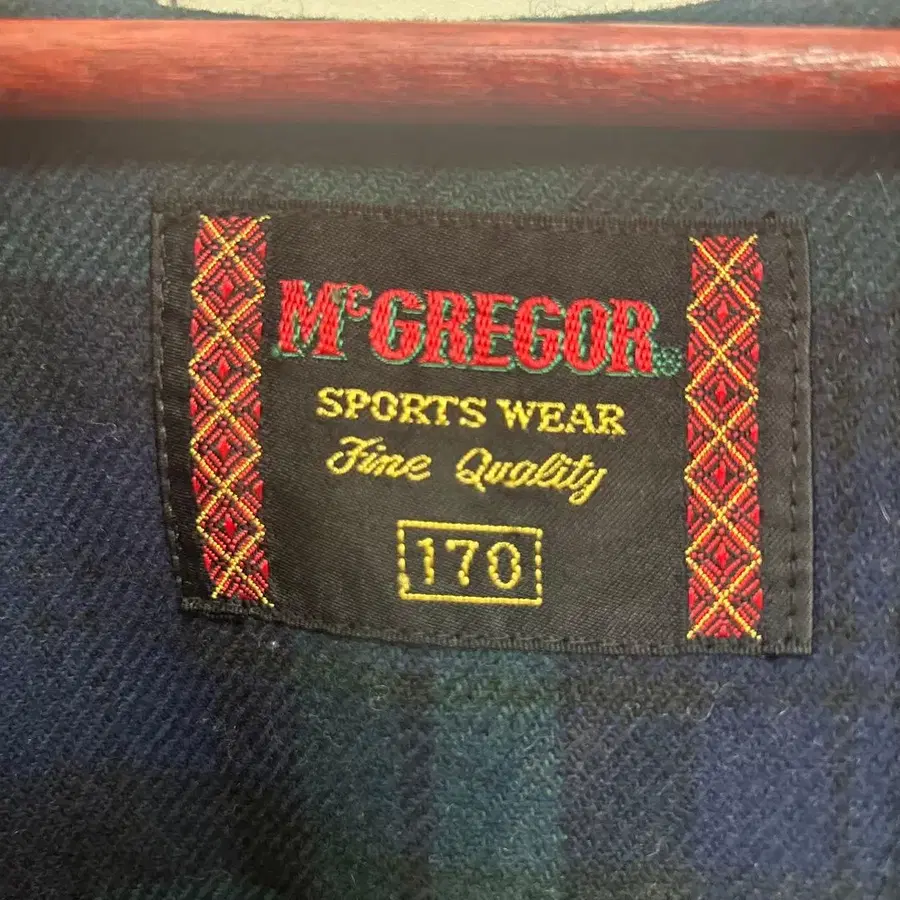 McGREGOR®
SPORTS WEAR
Fine Quality
170